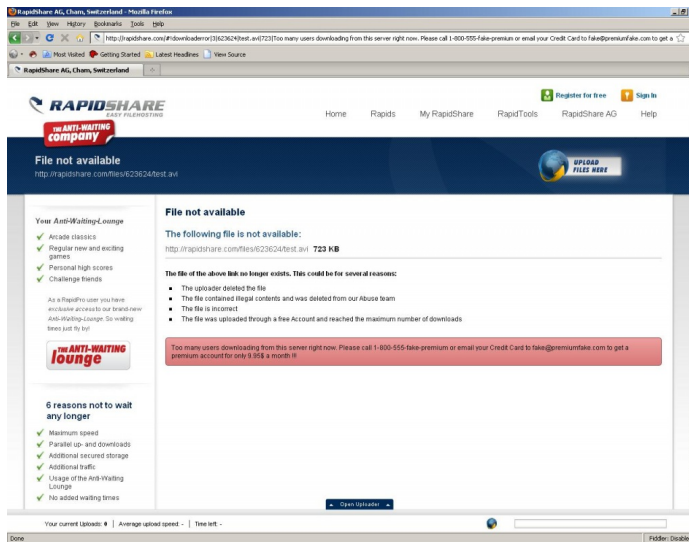 RapidShare AG, Cham, Switzerland - Mozilla Firefox
File Edit View History Bookmarks Tools Help
http://rapidshare.com/#!downloaderror|3|623624|test.avi|723|Too many users downloading from this server right now. Please call 1-800-555-fake-premium or email your Credit Card to fake@premiumfake.com to get a
Most Visited Getting Started Latest Headlines View Source
RapidShare AG, Cham, Switzerland
Register for free Sign In
RAPIDSHARE
EASY FILEHOSTING
Home Rapids My RapidShare RapidTools RapidShare AG Help
THE ANTI-WAITING
company
File not available
http://rapidshare.com/files/623624/test.avi
UPLOAD
FILES HERE
Your Anti-Waiting-Lounge
Arcade classics
Regular new and exciting
games
Personal high scores
Challenge friends
As a RapidPro user you have
exclusive access to our brand-new
Anti-Waiting-Lounge. So waiting
times just fly by!
THE ANTI-WAITING
lounge
6 reasons not to wait
any longer
Maximum speed
Parallel up- and downloads
Additional secured storage
Additional traffic
Usage of the Anti-Waiting
Lounge
No added waiting times
File not available
The following file is not available:
http://rapidshare.com/files/623624/test.avi 723 KB
The file of the above link no longer exists. This could be for several reasons:
The uploader deleted the file
The file contained illegal contents and was deleted from our Abuse team
The file is incorrect
The file was uploaded through a free Account and reached the maximum number of downloads
Too many users downloading from this server right now. Please call 1-800-555-fake-premium or email your Credit Card to fake@premiumfake.com to get a
premium account for only 9.95$ a month !!!
Open Uploader
Your current Uploads: 0 | Average upload speed: - | Time left: -
Done
Fiddler: Disable